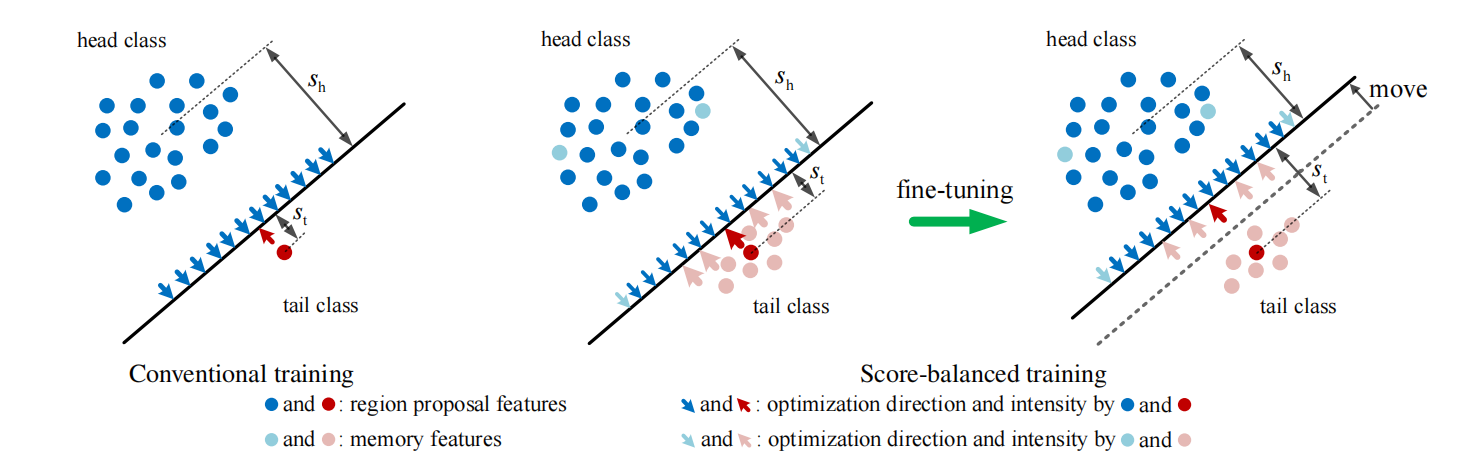 head class
head class
head class
s_h
s_h
s_h
move
s_t
s_t
s_t
fine-tuning
tail class
tail class
tail class
Conventional training
Score-balanced training
and : region proposal features
and : optimization direction and intensity by and
and : memory features
and : optimization direction and intensity by and